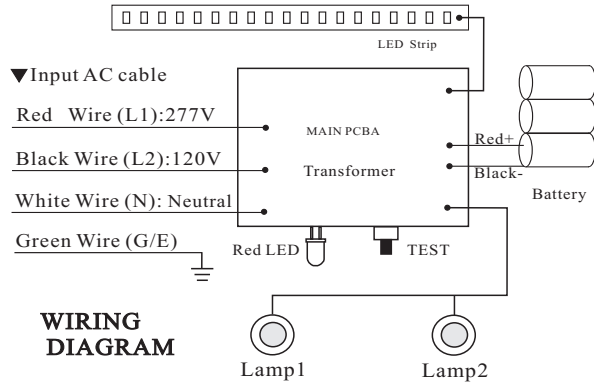 LED Strip
▼Input AC cable
Red Wire (L1):277V
MAIN PCBA
Red+
Black Wire (L2):120V
Transformer
Black-
White Wire (N): Neutral
Battery
Green Wire (G/E)
Red LED
TEST
WIRING
DIAGRAM
Lamp1
Lamp2